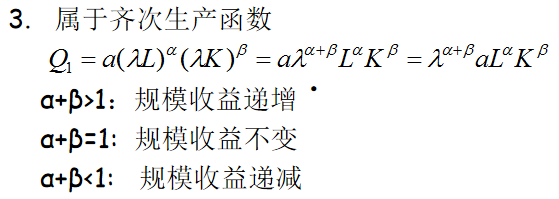 3. 属于齐次生产函数
Q₁ = a(λL)^α(λK)^β = aλ^{α+β}L^αK^β = λ^{α+β}aL^αK^β
α+β>1：规模收益递增
α+β=1：规模收益不变
α+β<1： 规模收益递减